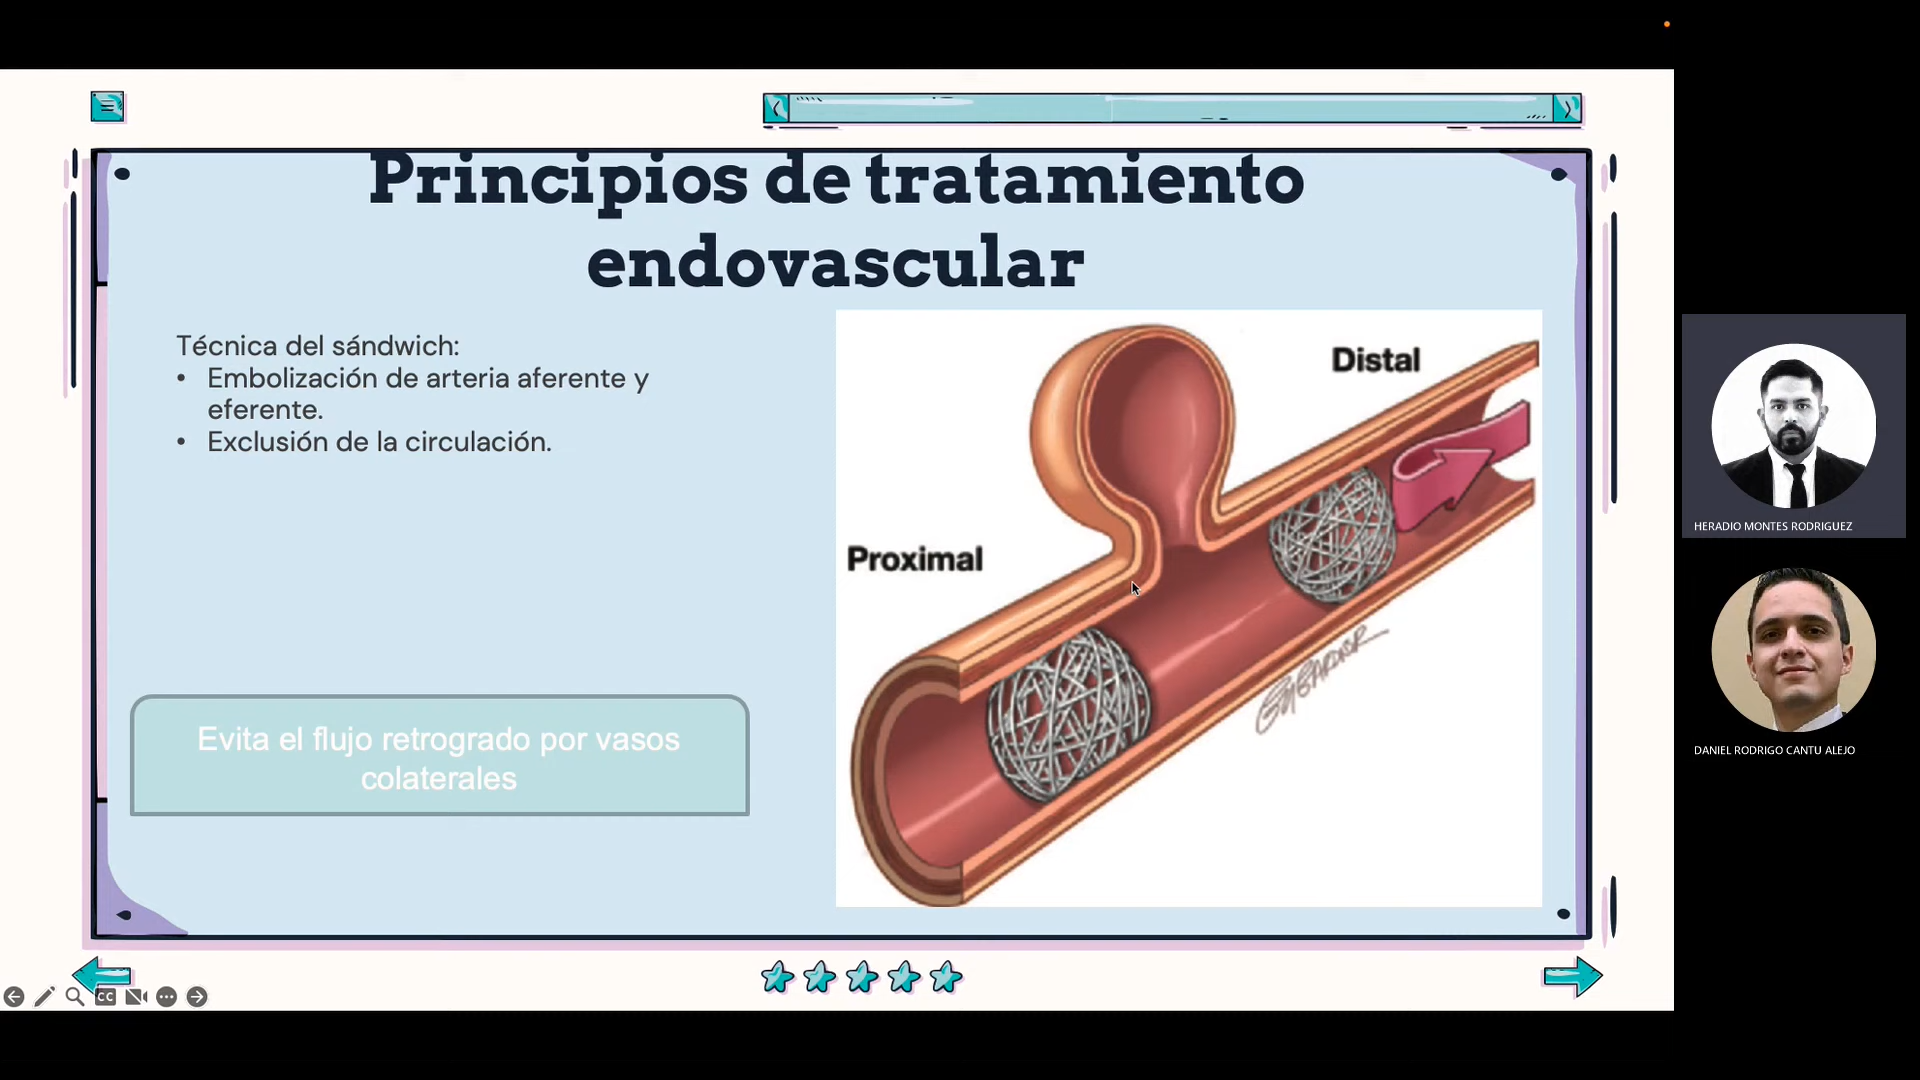 Principios de tratamiento
endovascular
Técnica del sándwich:
• Embolización de arteria aferente y
eferente.
• Exclusión de la circulación.
Evita el flujo retrogrado por vasos
colaterales
Distal
Proximal
HERADIO MONTES RODRIGUEZ
DANIEL RODRIGO CANTU ALEJO
CC